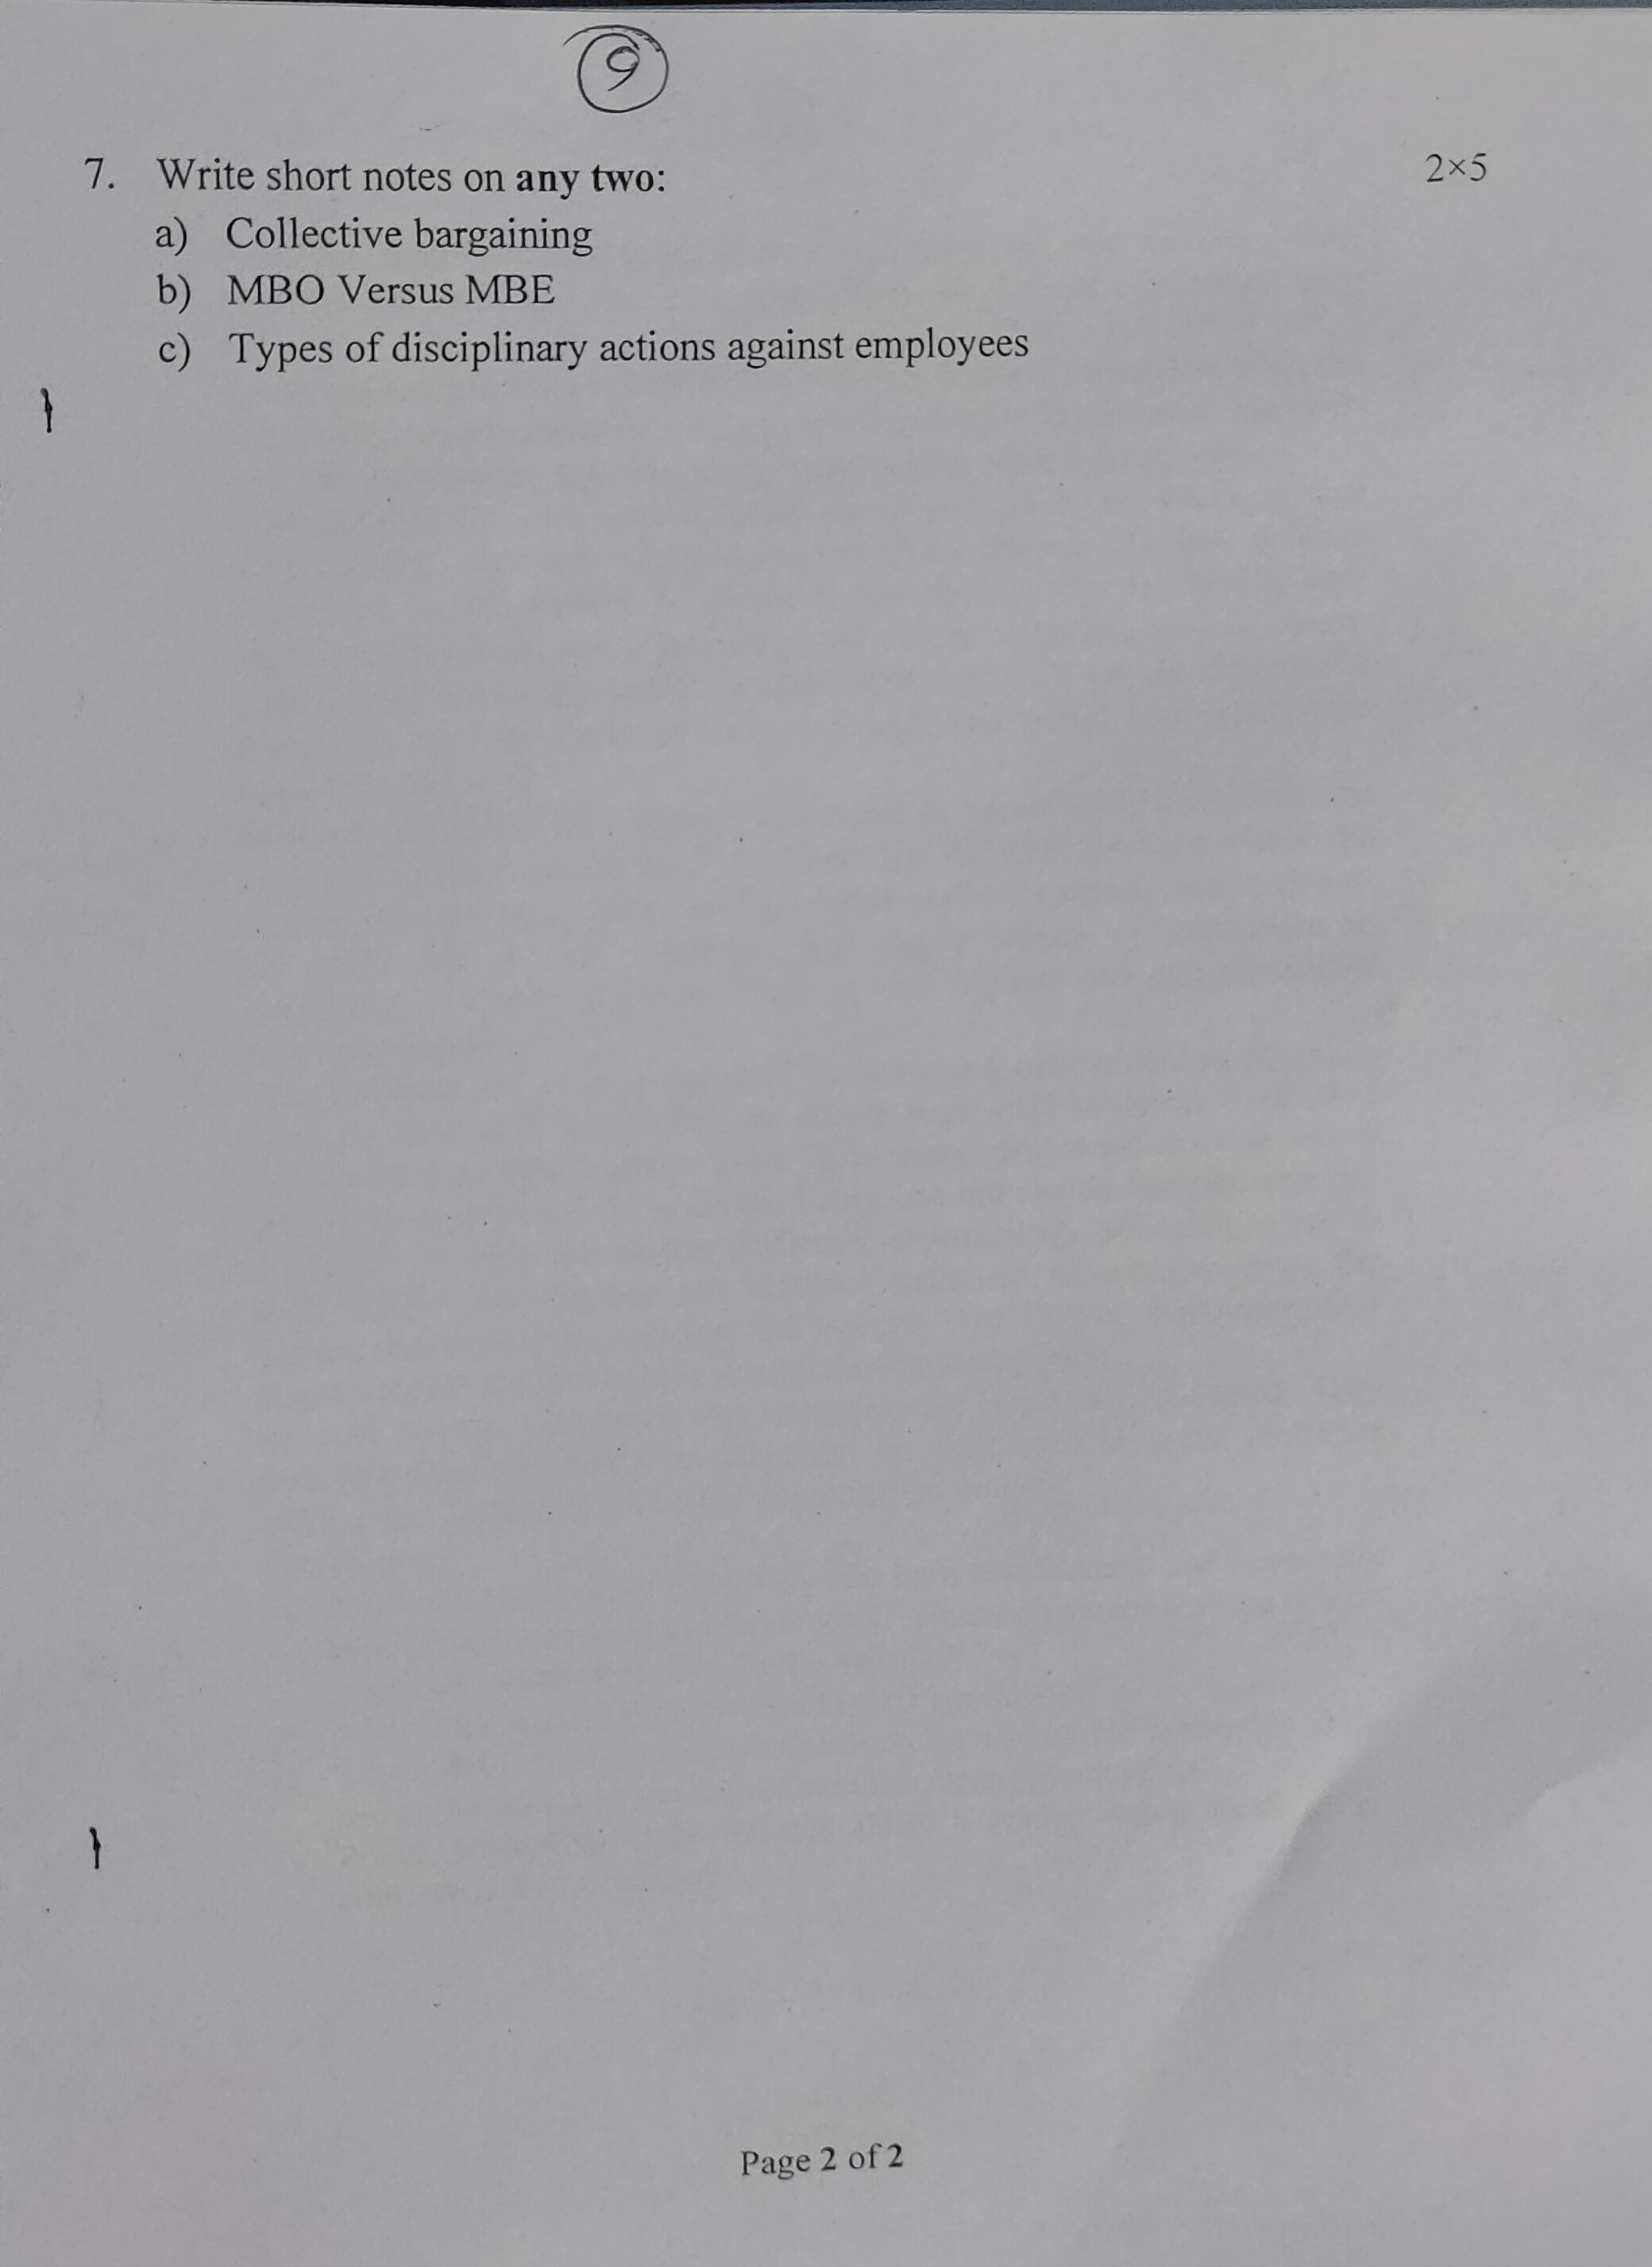 9
7. Write short notes on any two: 2×5
a) Collective bargaining
b) MBO Versus MBE
c) Types of disciplinary actions against employees
Page 2 of 2